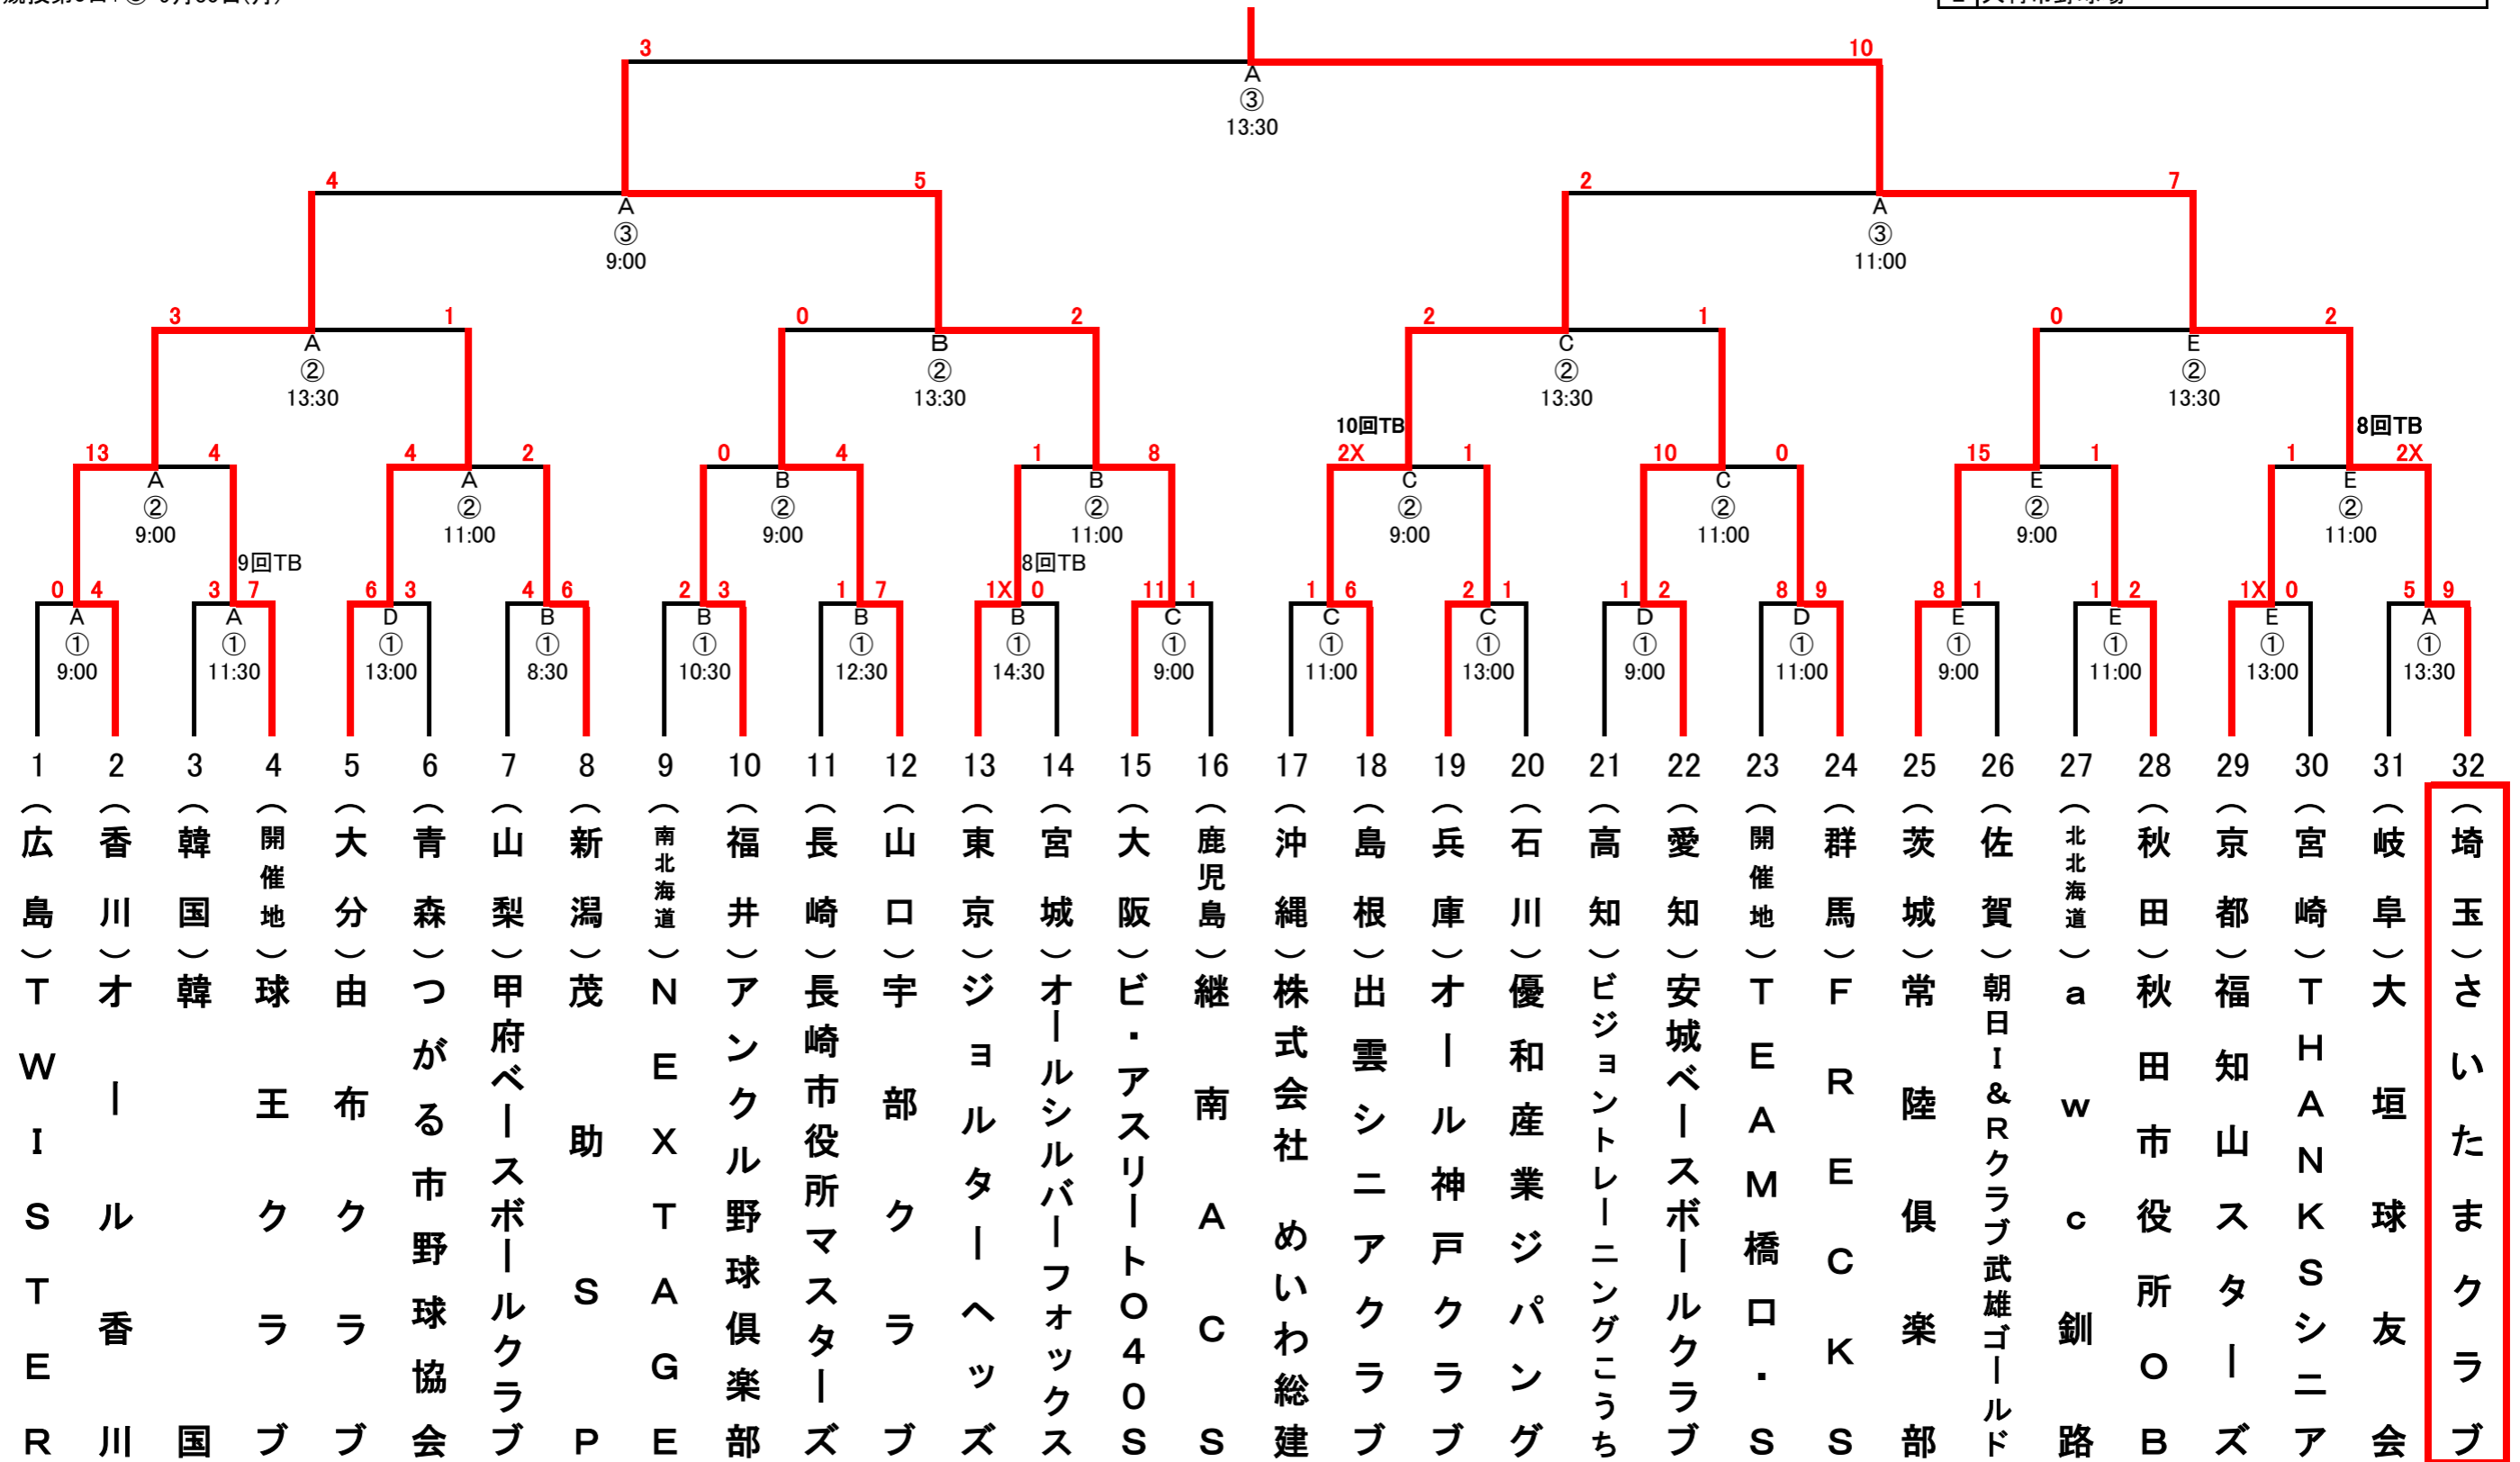 3 10
A
③
13:30
4 5 2 7
A A
③ ③
9:00 11:00
3 1 0 2 2 1 0 2
A B C E
② ② ② ②
13:30 13:30 13:30 13:30
10回TB 8回TB
13 4 4 2 0 4 1 8 2X 1 10 0 15 1 1 2X
A A B B C C E E
② ② ② ② ② ② ② ②
9:00 11:00 9:00 11:00 9:00 11:00 9:00 11:00
9回TB 8回TB
0 4 3 7 6 3 4 6 2 3 1 7 1X 0 11 1 1 6 2 1 1 2 8 9 8 1 1 2 1X 0 5 9
A A D B B B B C C C D D E E E A
① ① ① ① ① ① ① ① ① ① ① ① ① ① ① ①
9:00 11:30 13:00 8:30 10:30 12:30 14:30 9:00 11:00 13:00 9:00 11:00 9:00 11:00 13:00 13:30
1 2 3 4 5 6 7 8 9 10 11 12 13 14 15 16 17 18 19 20 21 22 23 24 25 26 27 28 29 30 31 32
（広島）TWISTER
（香川）オール香川
（韓国）韓国
（開催地）球王クラブ
（大分）由布クラブ
（青森）つがる市野球協会
（山梨）甲府ベースボールクラブ
（新潟）茂助SP
（南北海道）NEXTAGE
（福井）アンクル野球倶楽部
（長崎）長崎市役所マスターズ
（山口）宇部クラブ
（東京）ジョルターヘッズ
（宮城）オールシルバーフォックス
（大阪）ビ・アスリートO40S
（鹿児島）継南ACS
（沖縄）株式会社 めいわ総建
（島根）出雲シニアクラブ
（兵庫）オール神戸クラブ
（石川）優和産業ジパング
（高知）ビジョントレーニングこうち
（愛知）安城ベースボールクラブ
（開催地）TEAM橋口・S
（群馬）FRECKS
（茨城）常陸倶楽部
（佐賀）朝日I&Rクラブ武雄ゴールド
（北北海道）awc釧路
（秋田）秋田市役所OB
（京都）福知山スターズ
（宮崎）THANKSシニア
（岐阜）大垣球友会
（埼玉）さいたまクラブ